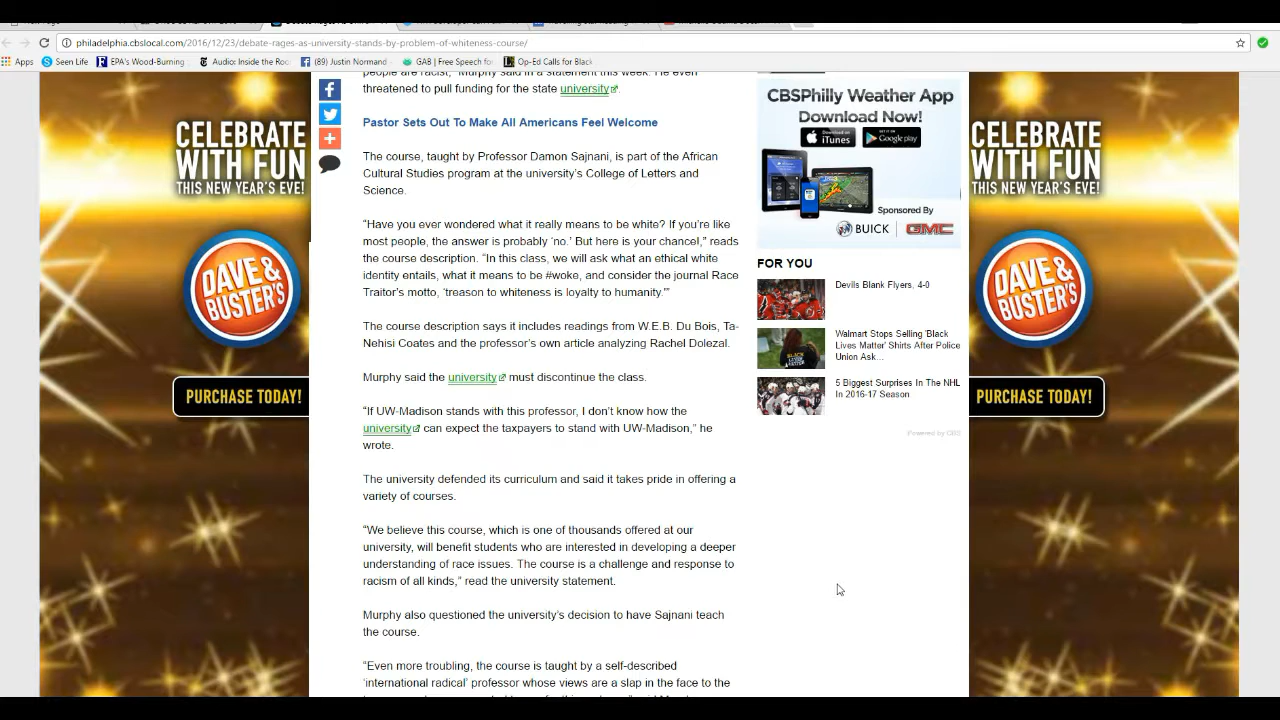 philadelphia.cbslocal.com/2016/12/23/debate-rages-as-university-stands-by-problem-of-whiteness-course/
Apps
Seen Life
EPA's Wood-Burning
Audio: Inside the Roo
(89) Justin Normand
GAB | Free Speech fo
Op-Ed Calls for Black
people are racist," Murphy said in a statement this week. He even
threatened to pull funding for the state university.
Pastor Sets Out To Make All Americans Feel Welcome
The course, taught by Professor Damon Sajnani, is part of the African
Cultural Studies program at the university's College of Letters and
Science.
"Have you ever wondered what it really means to be white? If you're like
most people, the answer is probably 'no.' But here is your chance!," reads
the course description. "In this class, we will ask what an ethical white
identity entails, what it means to be #woke, and consider the journal Race
Traitor's motto, 'treason to whiteness is loyalty to humanity.'"
The course description says it includes readings from W.E.B. Du Bois, Ta-
Nehisi Coates and the professor's own article analyzing Rachel Dolezal.
Murphy said the university must discontinue the class.
"If UW-Madison stands with this professor, I don't know how the
university can expect the taxpayers to stand with UW-Madison," he
wrote.
The university defended its curriculum and said it takes pride in offering a
variety of courses.
"We believe this course, which is one of thousands offered at our
university, will benefit students who are interested in developing a deeper
understanding of race issues. The course is a challenge and response to
racism of all kinds," read the university statement.
Murphy also questioned the university's decision to have Sajnani teach
the course.
"Even more troubling, the course is taught by a self-described
'international radical' professor whose views are a slap in the face to the
CBSPhilly Weather App
Download Now!
Download on iTunes
Google play
Sponsored By
BUICK GMC
FOR YOU
Devils Blank Flyers, 4-0
Walmart Stops Selling 'Black
Lives Matter' Shirts After Police
Union Ask...
5 Biggest Surprises In The NHL
In 2016-17 Season
Powered by CBS
CELEBRATE
WITH FUN
THIS NEW YEAR'S EVE!
DAVE &
BUSTER'S
PURCHASE TODAY!
CELEBRATE
WITH FUN
THIS NEW YEAR'S EVE!
DAVE &
BUSTER'S
PURCHASE TODAY!